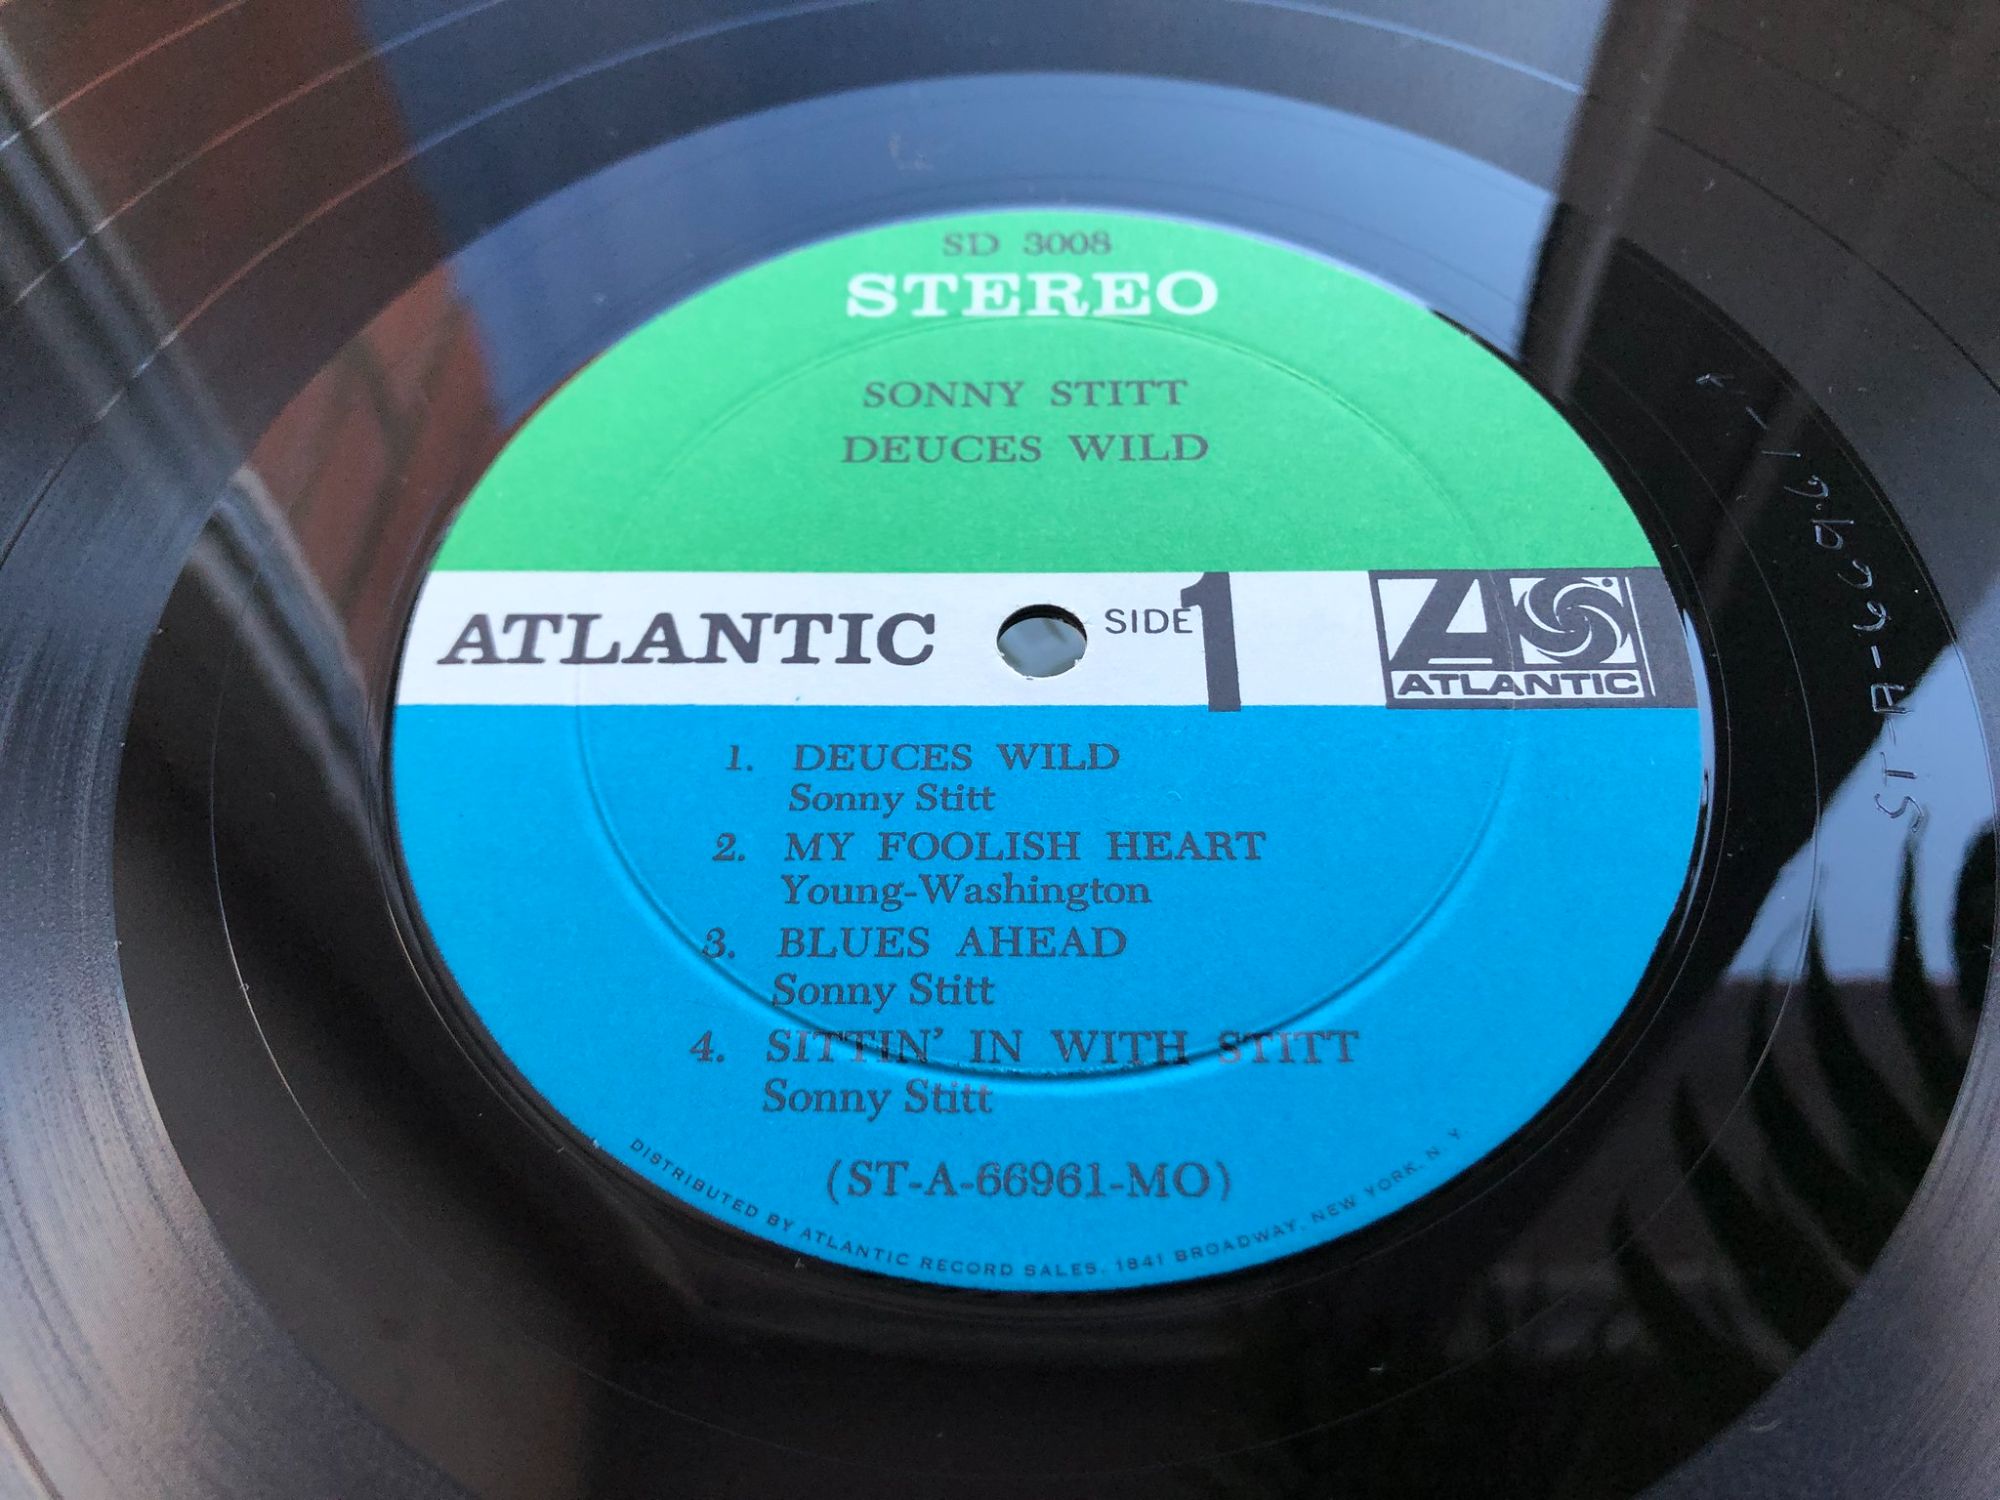 SD 3008
STEREO
SONNY STITT
DEUCES WILD
ATLANTIC
SIDE 1
ATLANTIC
1. DEUCES WILD
Sonny Stitt
2. MY FOOLISH HEART
Young-Washington
3. BLUES AHEAD
Sonny Stitt
4. SITTIN' IN WITH STITT
Sonny Stitt
(ST-A-66961-MO)
DISTRIBUTED BY ATLANTIC RECORD SALES, 1841 BROADWAY, NEW YORK, N. Y
ST-A-66961-